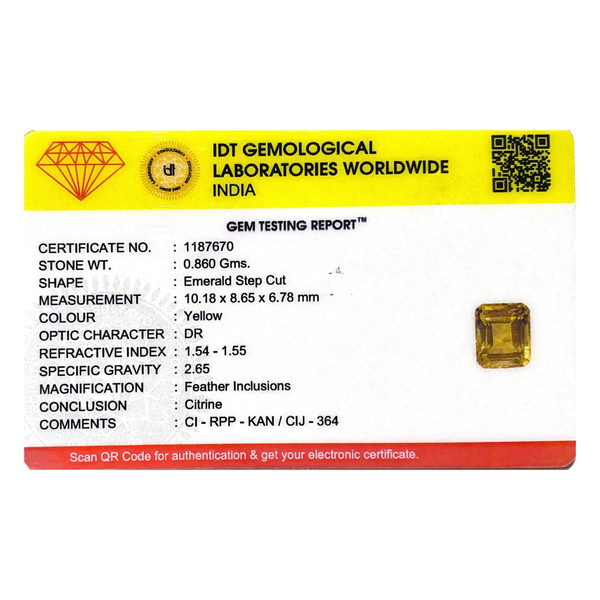 IDT GEMOLOGICAL
LABORATORIES WORLDWIDE
INDIA
GEM TESTING REPORT™
CERTIFICATE NO. : 1187670
STONE WT. : 0.860 Gms.
SHAPE : Emerald Step Cut
MEASUREMENT : 10.18 x 8.65 x 6.78 mm
COLOUR : Yellow
OPTIC CHARACTER : DR
REFRACTIVE INDEX : 1.54 - 1.55
SPECIFIC GRAVITY : 2.65
MAGNIFICATION : Feather Inclusions
CONCLUSION : Citrine
COMMENTS : CI - RPP - KAN / CIJ - 364
Scan QR Code for authentication & get your electronic certificate.